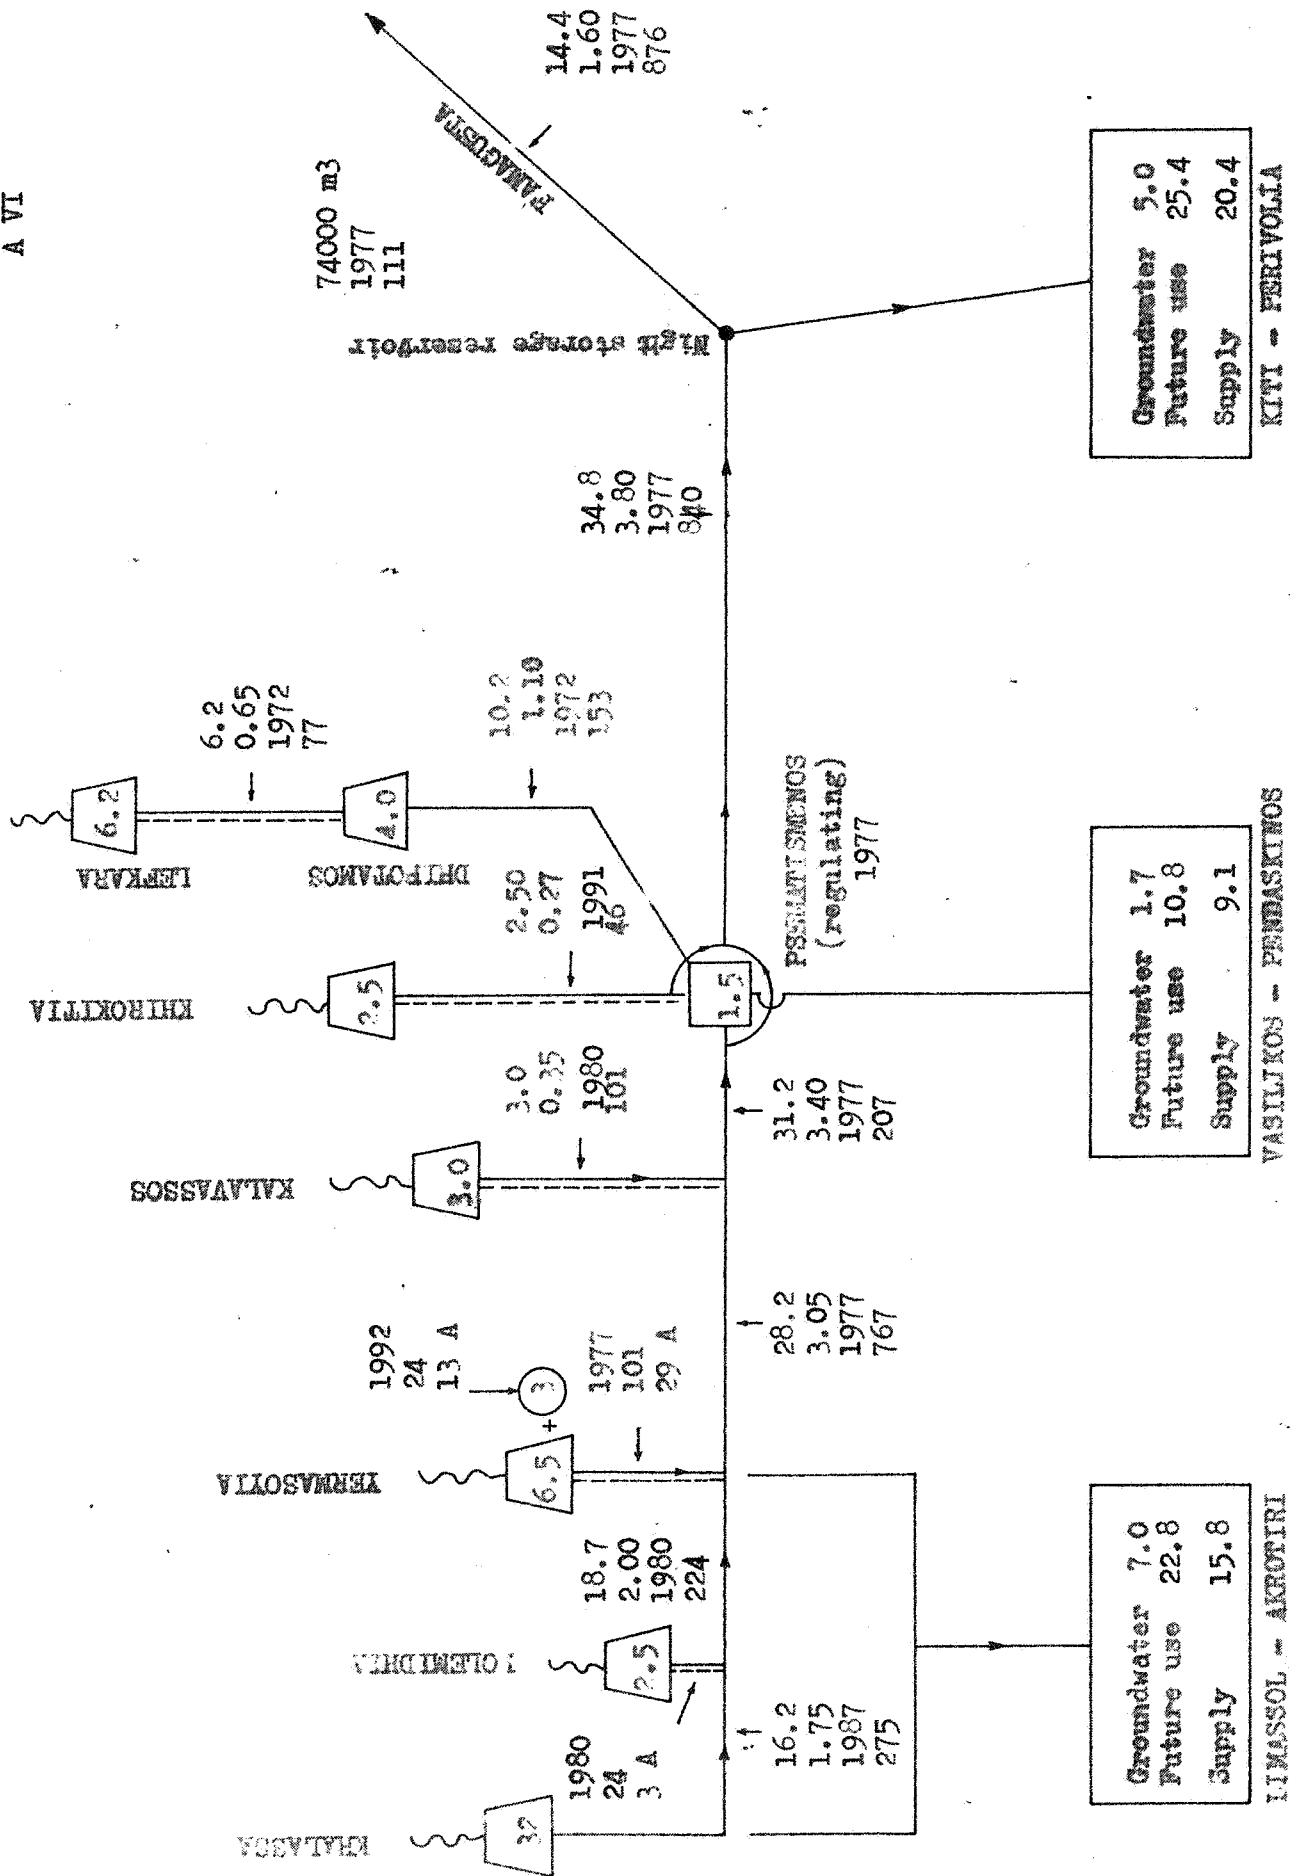 A VI
KHALASSA
32
1980
24
3 A
16.2
1.75
1987
275
POLEMIDHIA
2.5
18.7
2.00
1980
224
YERMASOYIA
6.5
+
3
1992
24
13 A
1977
101
29 A
28.2
3.05
1977
767
KALAVASSOS
3.0
3.0
0.35
1980
101
31.2
3.40
1977
207
KHIROKITIA
2.5
2.50
0.27
1991
46
LEFKARA
6.2
6.2
0.65
1972
77
DHIPOTAMOS
4.0
10.2
1.10
1972
153
1.5
PSEMATISMENOS
(regulating)
1977
34.8
3.80
1977
840
Night storage reservoir
74000 m3
1977
111
FAMAGUSTA
14.4
1.60
1977
876
Groundwater 7.0
Future use 22.8
Supply 15.8
LIMASSOL - AKROTIRI
Groundwater 1.7
Future use 10.8
Supply 9.1
VASILIKOS - PENDASKINOS
Groundwater 5.0
Future use 25.4
Supply 20.4
KITI - PERIVOLIA